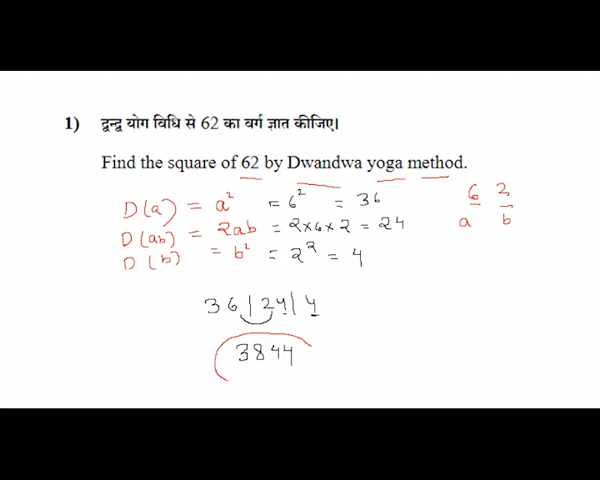 1) द्वन्द्व योग विधि से 62 का वर्ग ज्ञात कीजिए।
Find the square of 62 by Dwandwa yoga method.
D(a) = a² = 6² = 36
6 2
D(ab) = 2ab = 2×6×2 = 24
a b
D(b) = b² = 2² = 4
36|24|4
3844